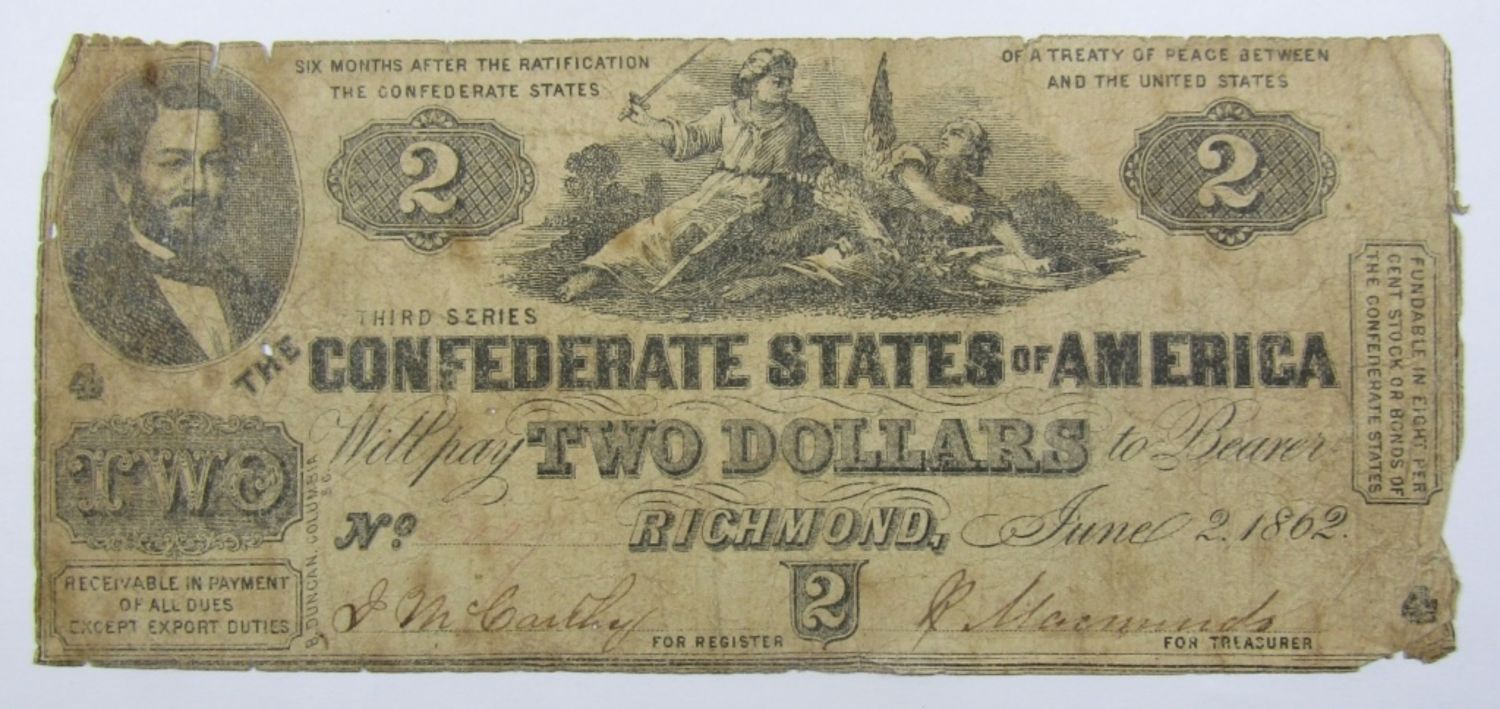 SIX MONTHS AFTER THE RATIFICATION
OF A TREATY OF PEACE BETWEEN
THE CONFEDERATE STATES
AND THE UNITED STATES
2
2
THIRD SERIES
THE CONFEDERATE STATES OF AMERICA
4
Will pay TWO DOLLARS to Bearer
TWO
No.
RICHMOND, June 2. 1862.
RECEIVABLE IN PAYMENT
OF ALL DUES
EXCEPT EXPORT DUTIES
B. DUNCAN, COLUMBIA
S.C.
J McCarthy
FOR REGISTER
2
FOR TREASURER
4
FUNDABLE IN EIGHT PER
CENT STOCK OR BONDS OF
THE CONFEDERATE STATES